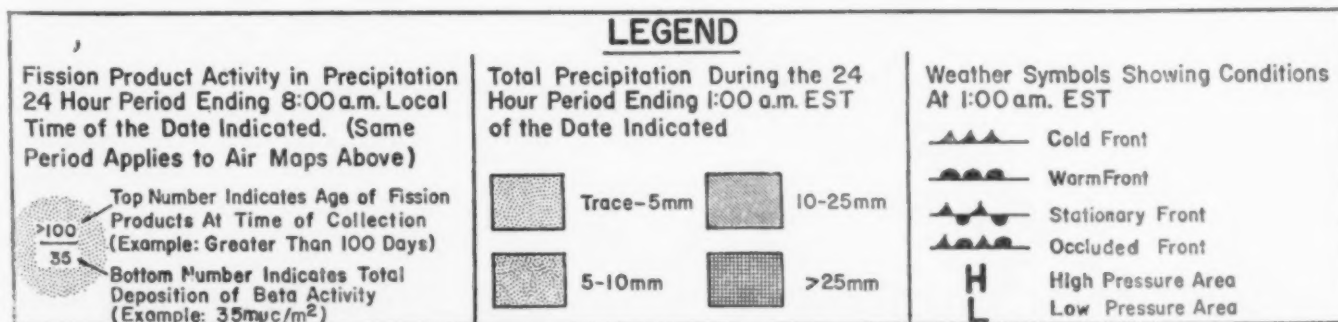 LEGEND
Fission Product Activity in Precipitation
24 Hour Period Ending 8:00 a.m. Local
Time of the Date Indicated. (Same
Period Applies to Air Maps Above)
>100
35
Top Number Indicates Age of Fission
Products At Time of Collection
(Example: Greater Than 100 Days)
Bottom Number Indicates Total
Deposition of Beta Activity
(Example: 35mμc/m²)
Total Precipitation During the 24
Hour Period Ending 1:00 a.m. EST
of the Date Indicated
Trace-5mm
10-25mm
5-10mm
>25mm
Weather Symbols Showing Conditions
At 1:00 a.m. EST
Cold Front
Warm Front
Stationary Front
Occluded Front
H High Pressure Area
L Low Pressure Area